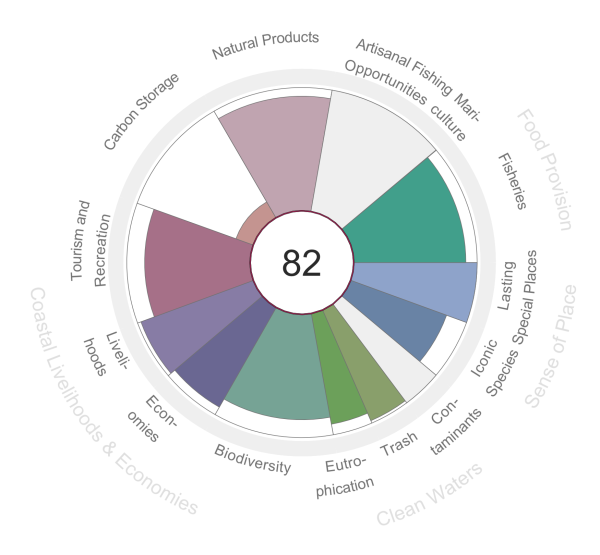 Natural Products
Artisanal Fishing
Opportunities
Mari-
culture
Fisheries
Food Provision
Lasting
Special Places
Iconic
Species
Sense of Place
Con-
taminants
Trash
Eutro-
phication
Clean Waters
Biodiversity
Econ-
omies
Liveli-
hoods
Coastal Livelihoods & Economies
Tourism and
Recreation
Carbon Storage
82